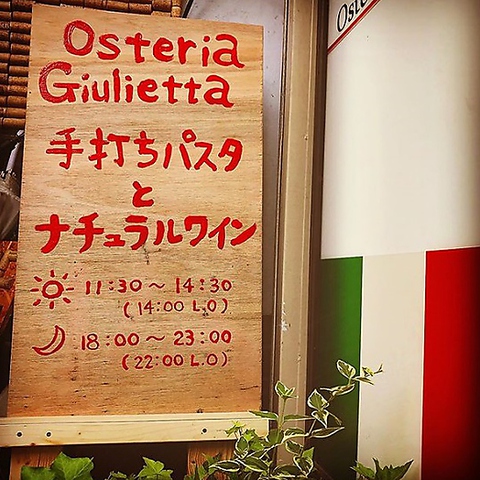 Osteria
Giulietta
手打ちパスタ
と
ナチュラルワイン
11:30～14:30
(14:00 L.O)
18:00～23:00
(22:00 L.O)